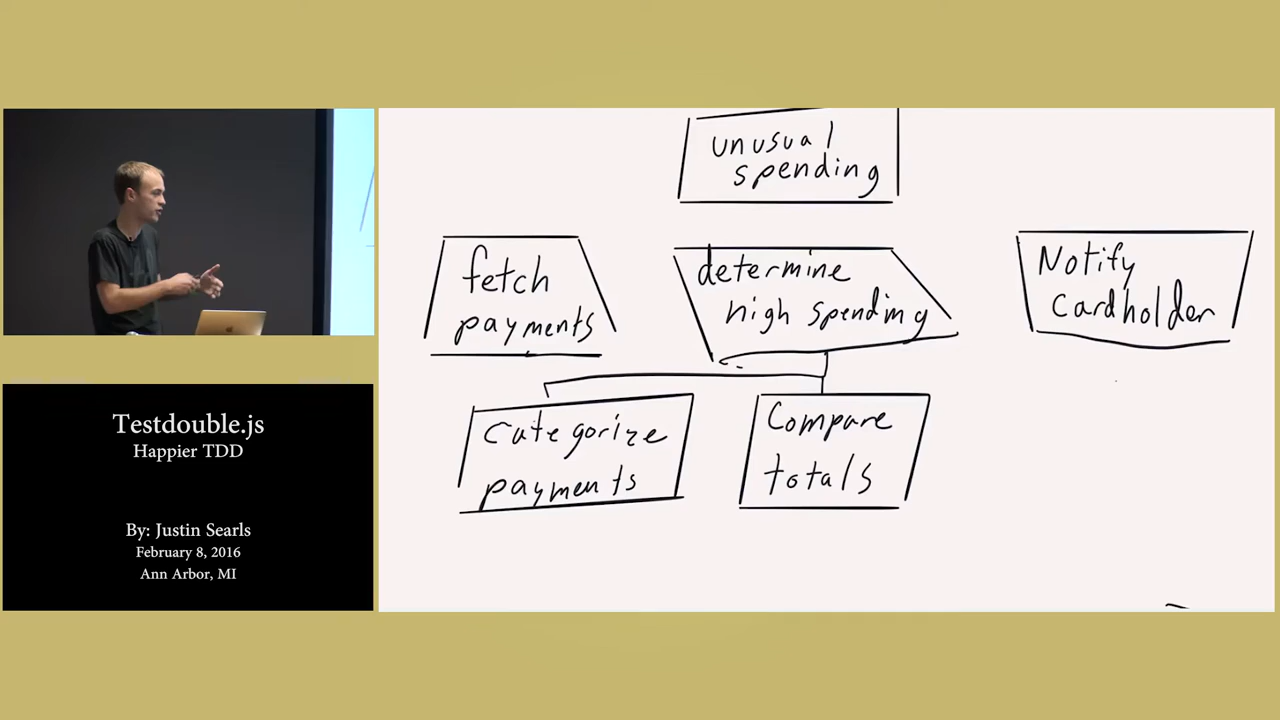 unusual
spending
fetch
payments
determine
high spending
Notify
Cardholder
Categorize
payments
Compare
totals
Testdouble.js
Happier TDD
By: Justin Searls
February 8, 2016
Ann Arbor, MI